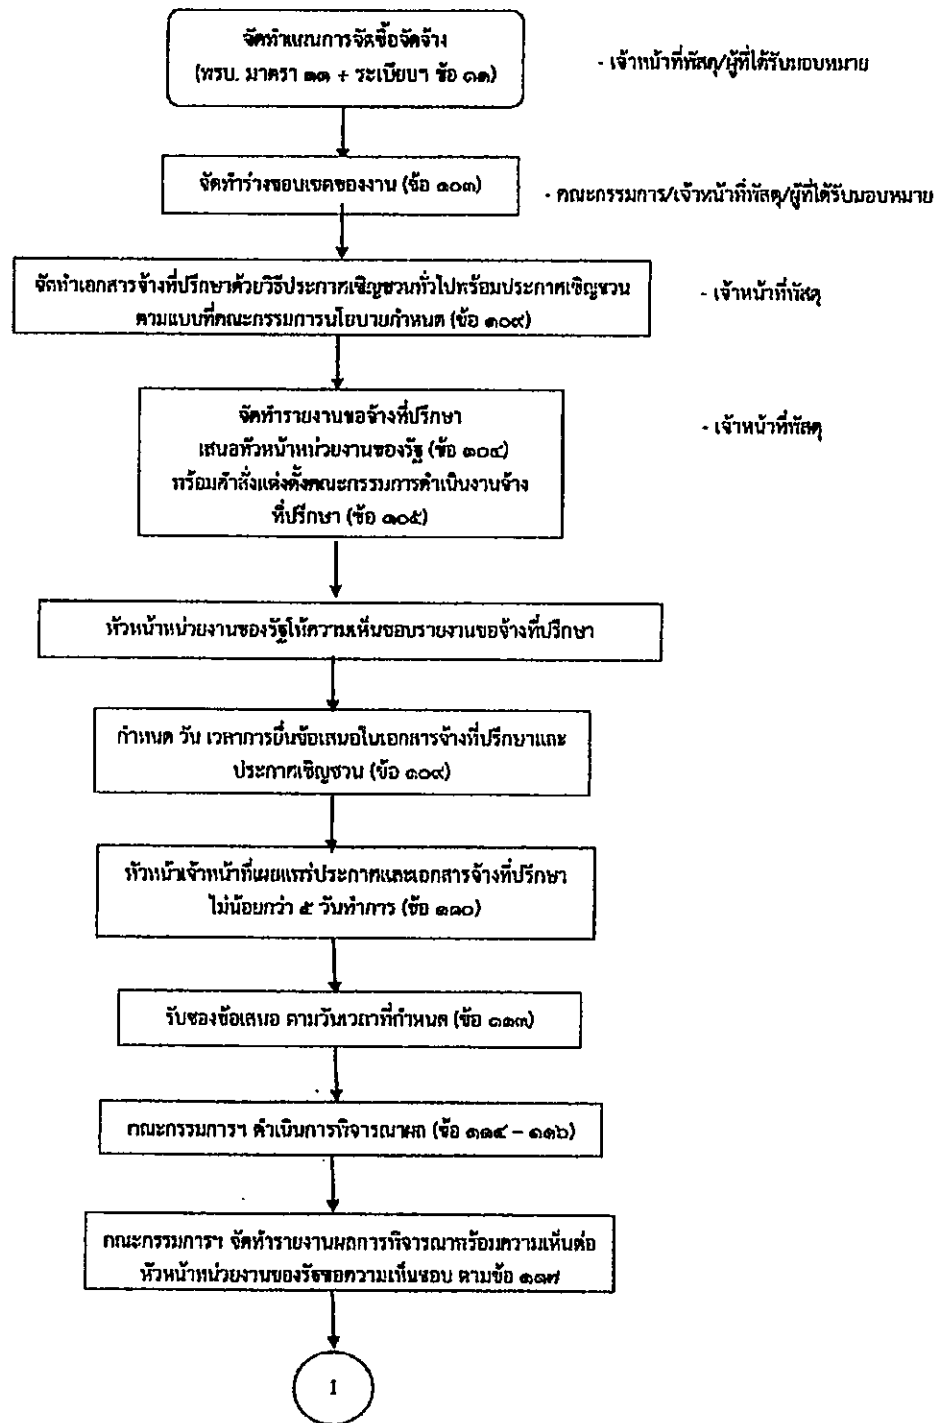 จัดทำแผนการจัดซื้อจัดจ้าง
(พรบ. มาตรา ๑๑ + ระเบียบฯ ข้อ ๑๑)
- เจ้าหน้าที่พัสดุ/ผู้ที่ได้รับมอบหมาย
จัดทำร่างขอบเขตของงาน (ข้อ ๑๐๓)
- คณะกรรมการ/เจ้าหน้าที่พัสดุ/ผู้ที่ได้รับมอบหมาย
จัดทำเอกสารจ้างที่ปรึกษาด้วยวิธีประกาศเชิญชวนทั่วไปพร้อมประกาศเชิญชวน
ตามแบบที่คณะกรรมการนโยบายกำหนด (ข้อ ๑๐๙)
- เจ้าหน้าที่พัสดุ
จัดทำรายงานขอจ้างที่ปรึกษา
เสนอหัวหน้าหน่วยงานของรัฐ (ข้อ ๑๐๔)
พร้อมคำสั่งแต่งตั้งคณะกรรมการดำเนินงานจ้าง
ที่ปรึกษา (ข้อ ๑๐๕)
- เจ้าหน้าที่พัสดุ
หัวหน้าหน่วยงานของรัฐให้ความเห็นชอบรายงานขอจ้างที่ปรึกษา
กำหนด วัน เวลาการยื่นข้อเสนอในเอกสารจ้างที่ปรึกษาและ
ประกาศเชิญชวน (ข้อ ๑๐๙)
หัวหน้าเจ้าหน้าที่เผยแพร่ประกาศและเอกสารจ้างที่ปรึกษา
ไม่น้อยกว่า ๕ วันทำการ (ข้อ ๑๑๐)
รับซองข้อเสนอ ตามวันเวลาที่กำหนด (ข้อ ๑๑๓)
คณะกรรมการฯ ดำเนินการพิจารณาผล (ข้อ ๑๑๔ – ๑๑๖)
คณะกรรมการฯ จัดทำรายงานผลการพิจารณาพร้อมความเห็นต่อ
หัวหน้าหน่วยงานของรัฐขอความเห็นชอบ ตามข้อ ๑๑๗
1